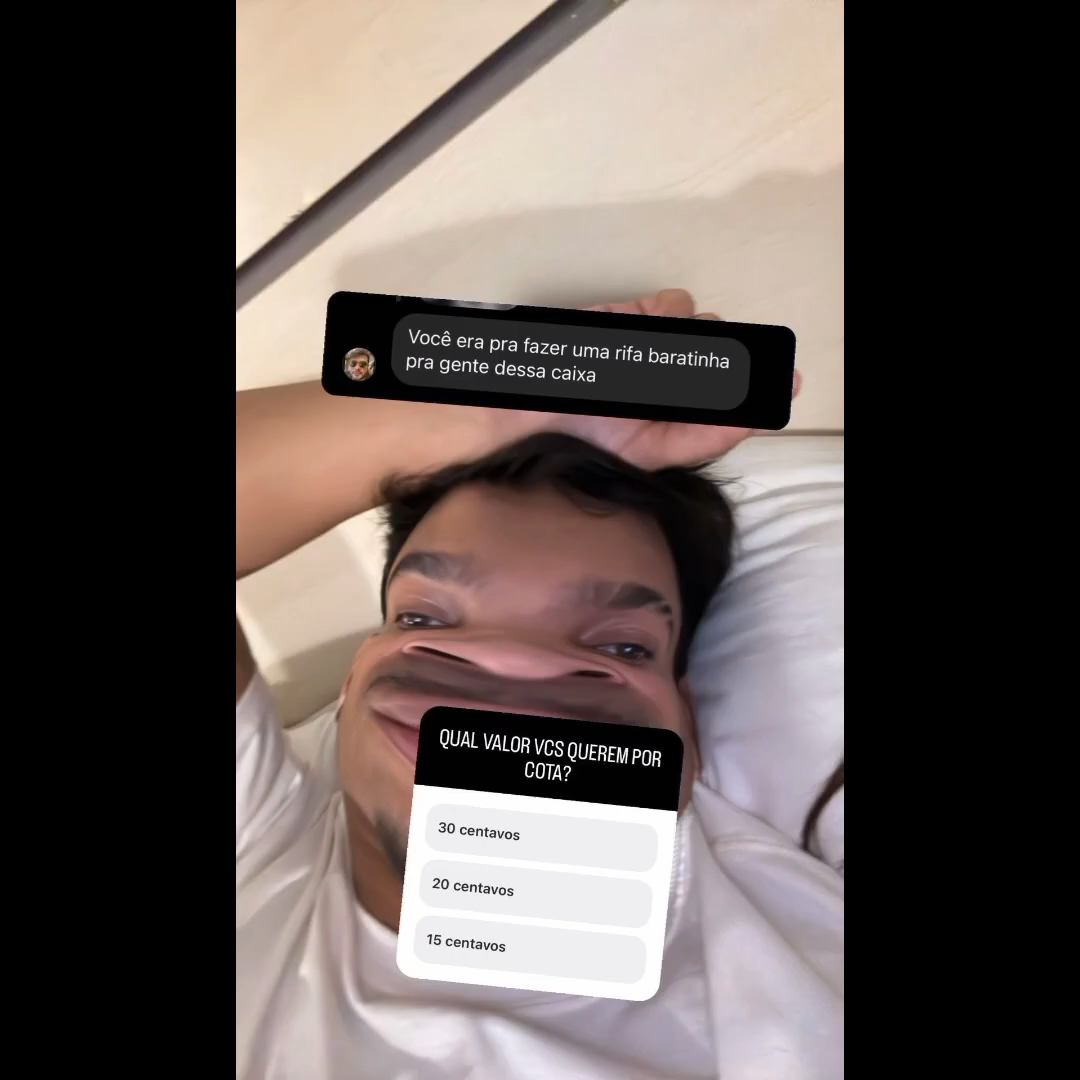 Você era pra fazer uma rifa baratinha
pra gente dessa caixa
QUAL VALOR VCS QUEREM POR
COTA?
30 centavos
20 centavos
15 centavos